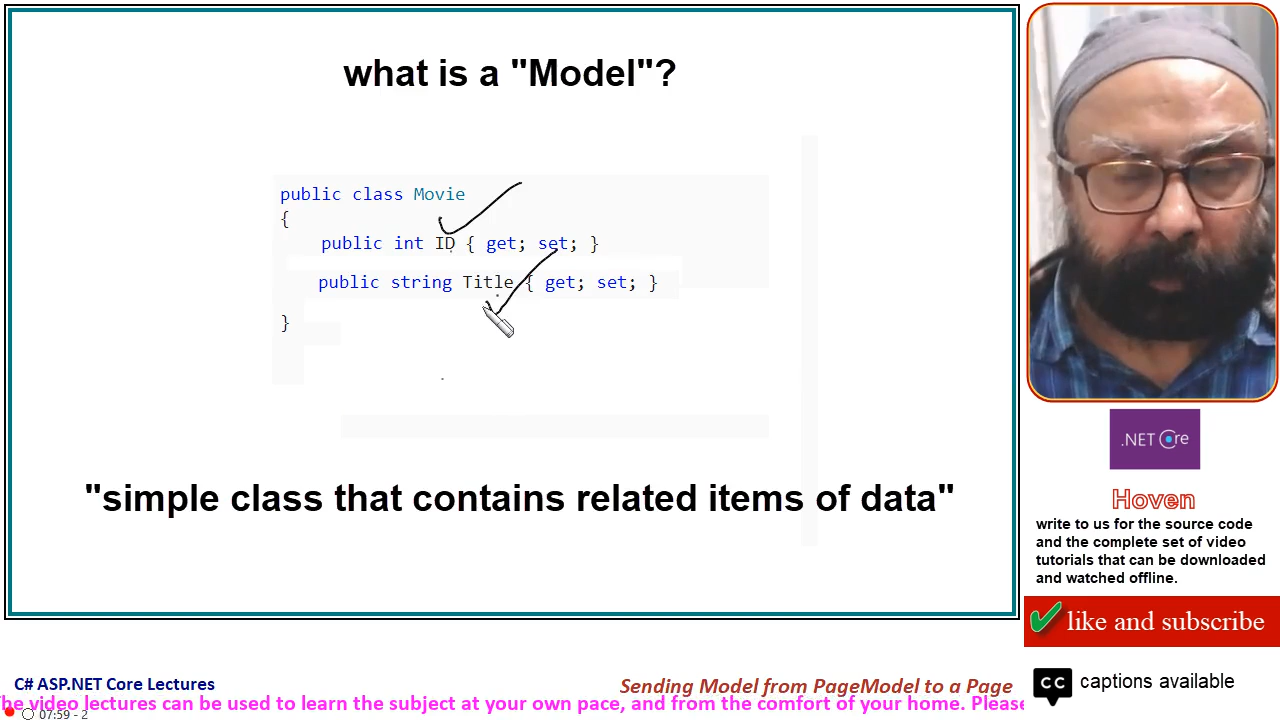 what is a "Model"?
public class Movie
{
public int ID { get; set; }
public string Title { get; set; }
}
"simple class that contains related items of data"
.NET Core
Hoven
write to us for the source code
and the complete set of video
tutorials that can be downloaded
and watched offline.
like and subscribe
C# ASP.NET Core Lectures
Sending Model from PageModel to a Page
CC captions available
he video lectures can be used to learn the subject at your own pace, and from the comfort of your home. Please
07:59 - 2